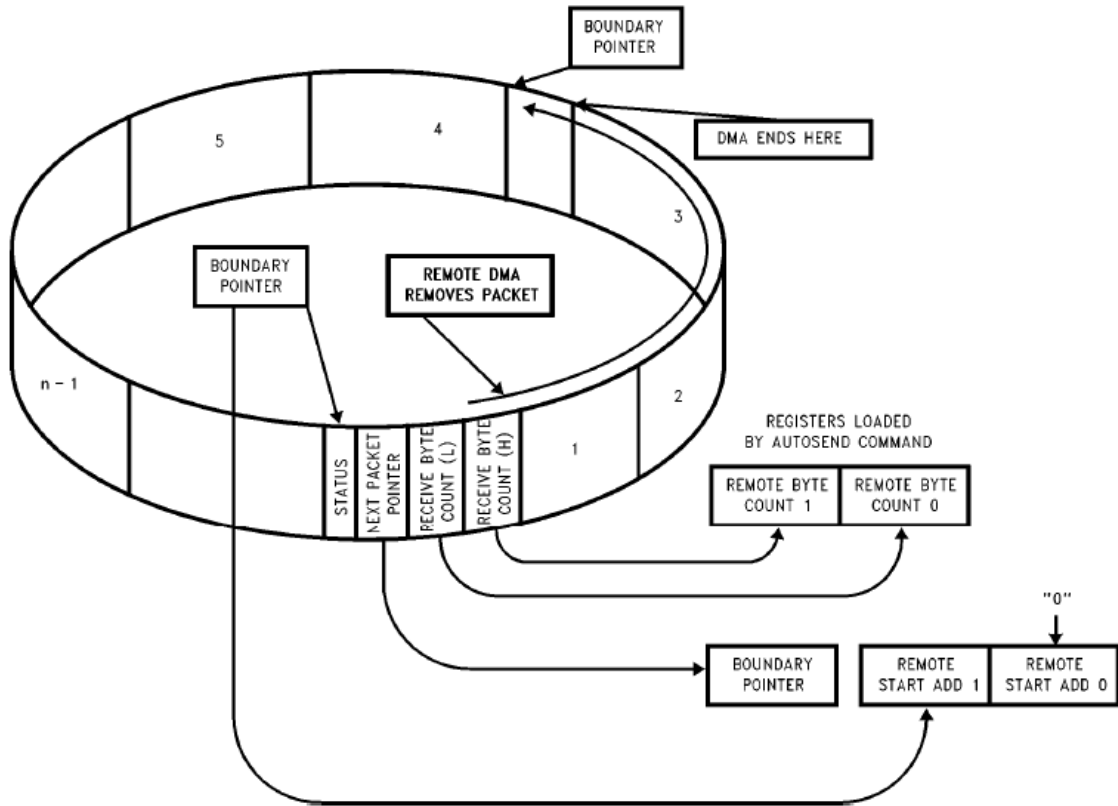 BOUNDARY
POINTER
DMA ENDS HERE
5
4
3
BOUNDARY
POINTER
REMOTE DMA
REMOVES PACKET
n - 1
STATUS
NEXT PACKET
POINTER
RECEIVE BYTE
COUNT (L)
RECEIVE BYTE
COUNT (H)
1
2
REGISTERS LOADED
BY AUTOSEND COMMAND
REMOTE BYTE
COUNT 1
REMOTE BYTE
COUNT 0
"0"
BOUNDARY
POINTER
REMOTE
START ADD 1
REMOTE
START ADD 0